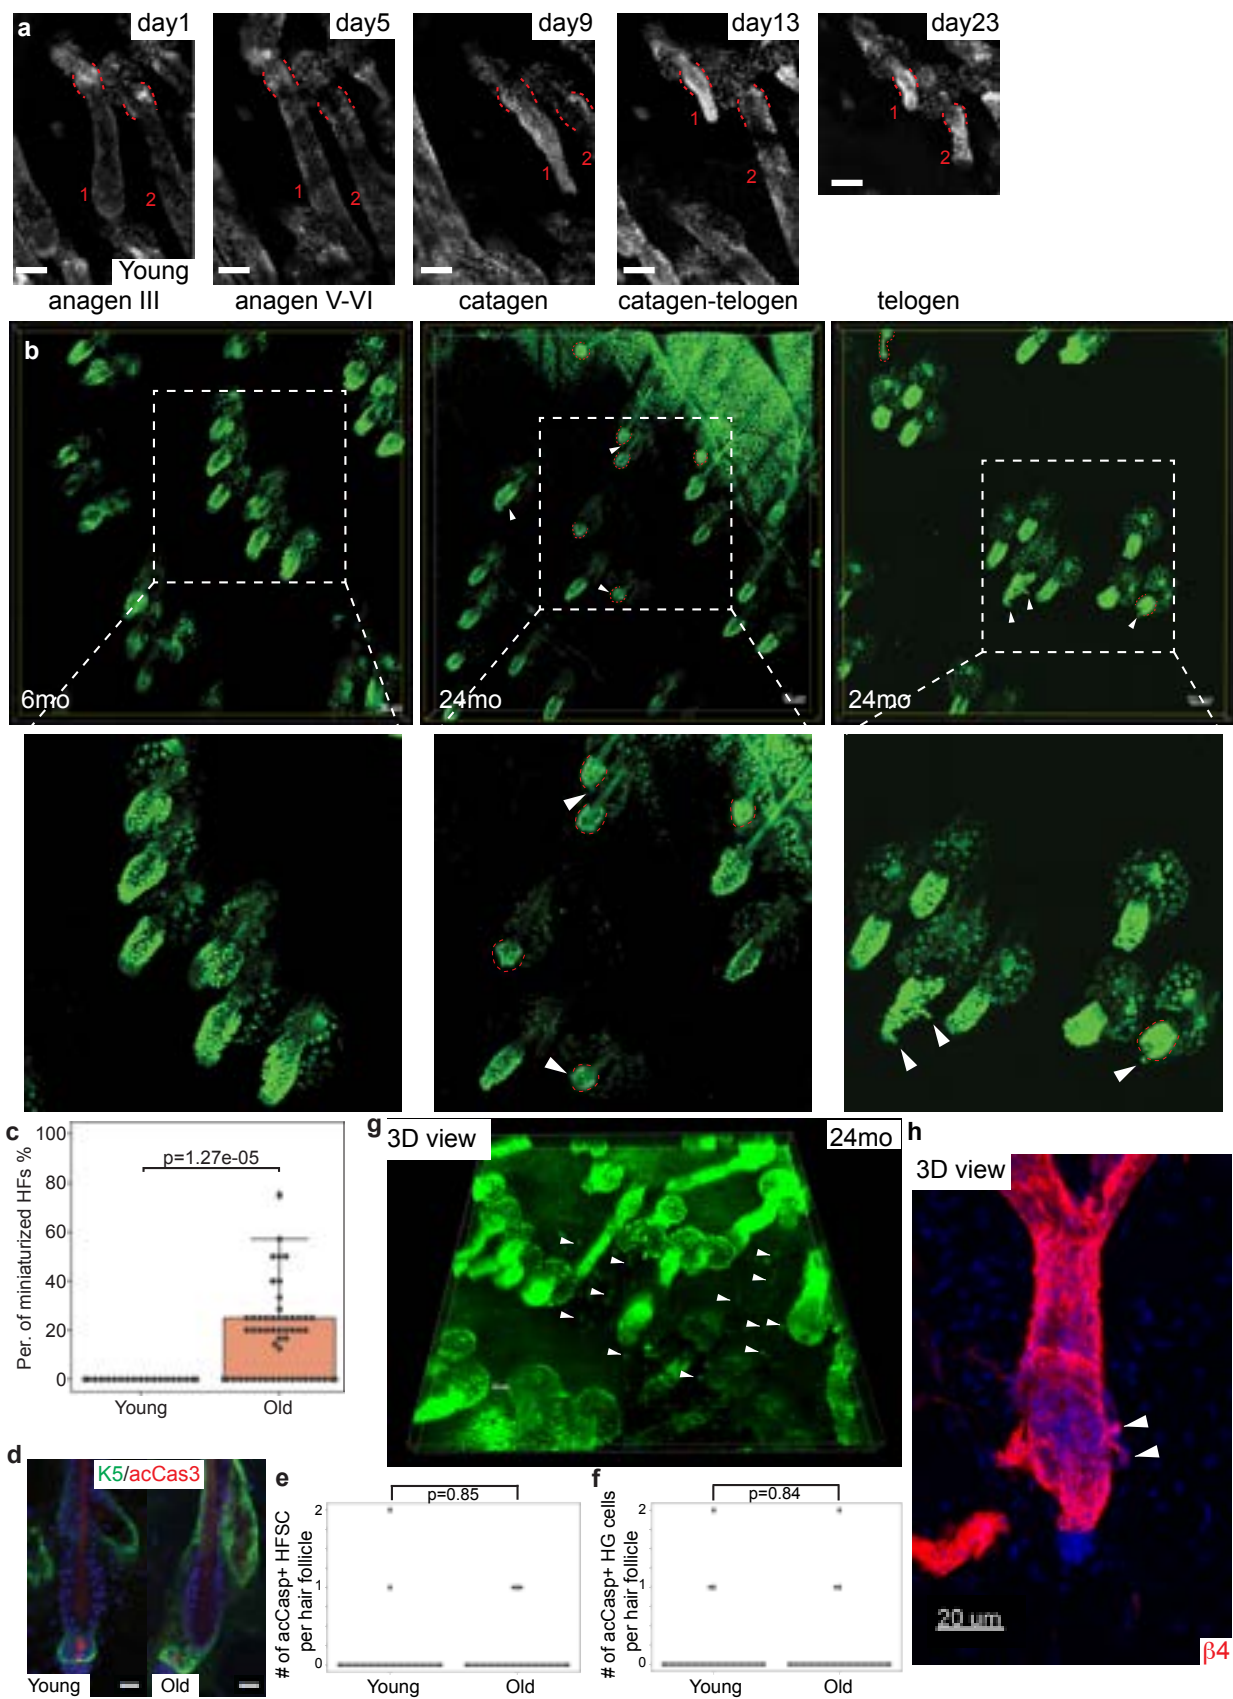 a
day1
day5
day9
day13
day23
1
2
1
2
1
2
1
2
1
2
Young
anagen III
anagen V-VI
catagen
catagen-telogen
telogen
b
6mo
24mo
24mo
c
100
80
60
40
20
0
Per. of miniaturized HFs %
p=1.27e-05
Young
Old
g
3D view
24mo
h
3D view
20 um
β4
d
K5/acCas3
Young
Old
e
# of acCasp+ HFSC
per hair follicle
2
1
0
p=0.85
Young
Old
f
# of acCasp+ HG cells
per hair follicle
2
1
0
p=0.84
Young
Old